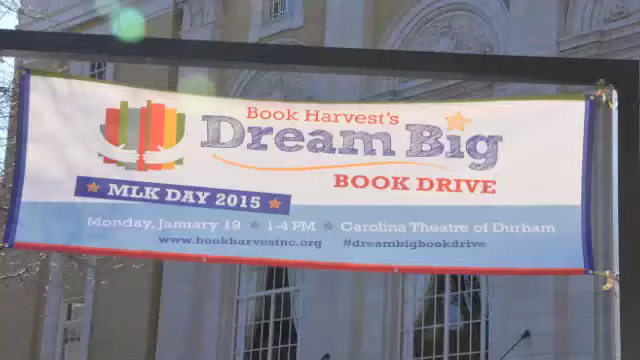 Book Harvest's
Dream Big
BOOK DRIVE
★ MLK DAY 2015 ★
Monday, January 19 ★ 1-4 PM ★ Carolina Theatre of Durham
www.bookharvestnc.org #dreambigbookdrive